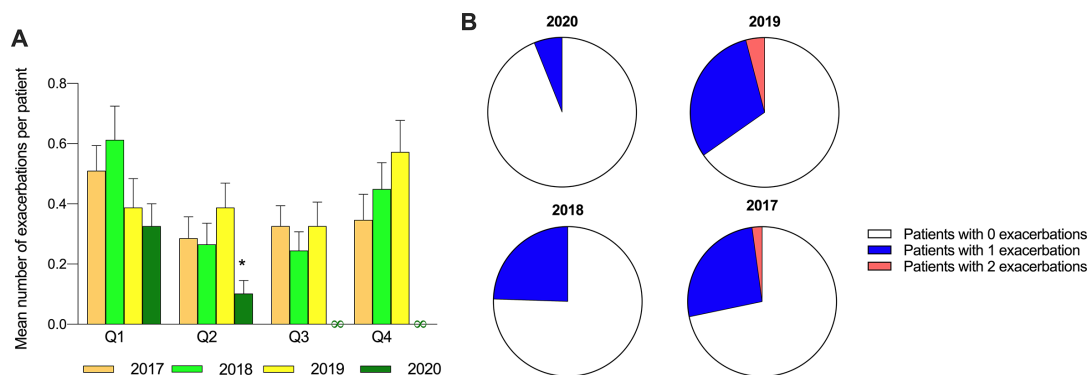 A
Mean number of exacerbations per patient
0.8
0.6
0.4
0.2
0.0
*
∞
∞
Q1 Q2 Q3 Q4
2017 2018 2019 2020
B
2020 2019
2018 2017
Patients with 0 exacerbations
Patients with 1 exacerbation
Patients with 2 exacerbations